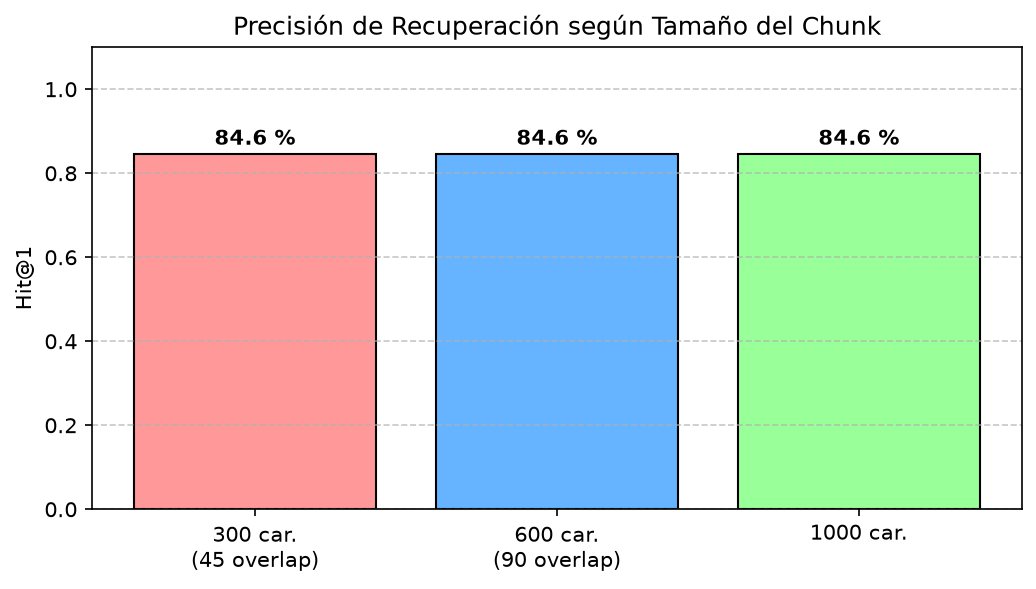 Precisión de Recuperación según Tamaño del Chunk
Hit@1
1.0
0.8
0.6
0.4
0.2
0.0
84.6 %
84.6 %
84.6 %
300 car.
(45 overlap)
600 car.
(90 overlap)
1000 car.